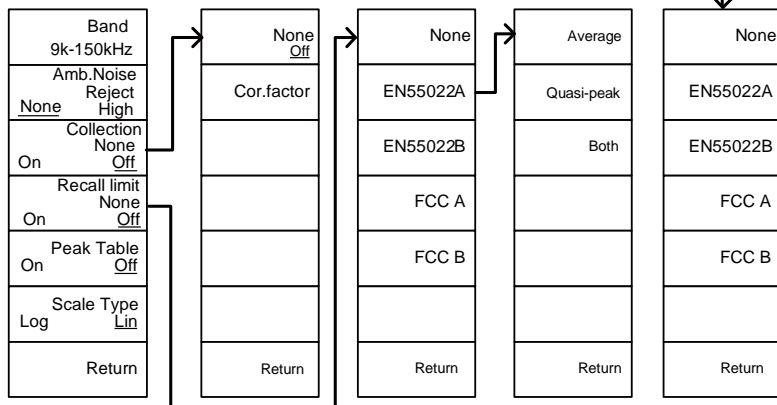 Band
9k-150kHz
Amb.Noise
Reject
None High
Collection
None
On Off
Recall limit
None
On Off
Peak Table
On Off
Scale Type
Log Lin
Return
None
Off
Cor.factor
Return
None
EN55022A
EN55022B
FCC A
FCC B
Return
Average
Quasi-peak
Both
Return
None
EN55022A
EN55022B
FCC A
FCC B
Return